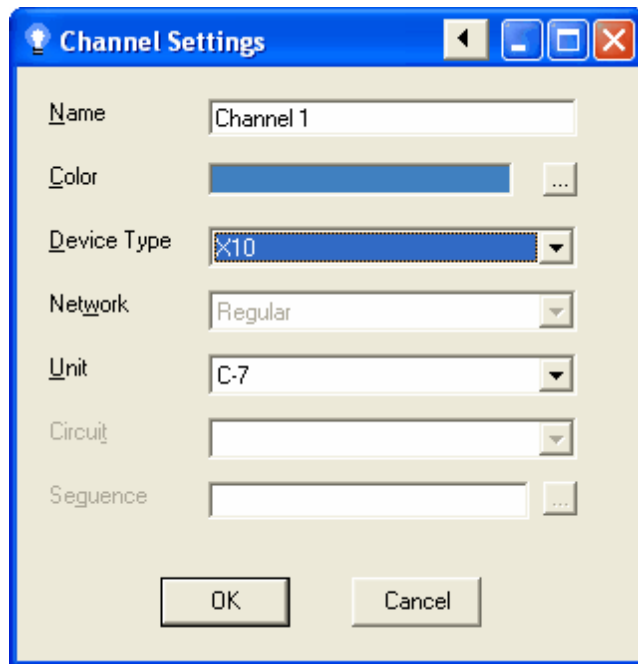 Channel Settings
Name Channel 1
Color ...
Device Type X10
Network Regular
Unit C-7
Circuit
Sequence ...
OK Cancel